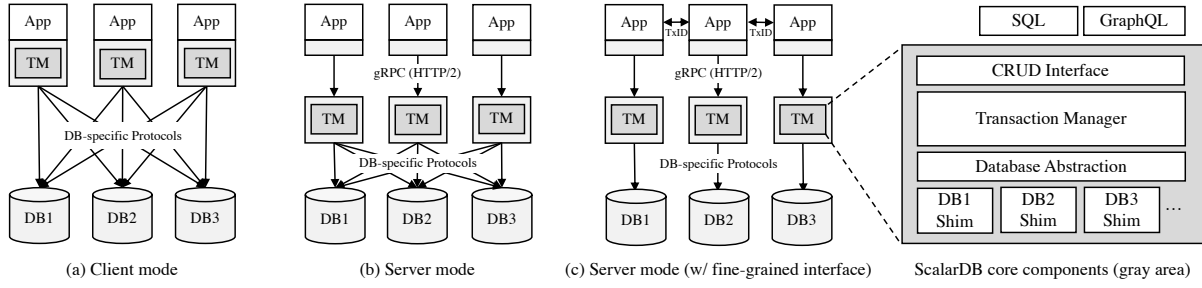 App App App
TM TM TM
DB-specific Protocols
DB1 DB2 DB3
(a) Client mode
App App App
gRPC (HTTP/2)
TM TM TM
DB-specific Protocols
DB1 DB2 DB3
(b) Server mode
App App App
TxID TxID
gRPC (HTTP/2)
TM TM TM
DB-specific Protocols
DB1 DB2 DB3
(c) Server mode (w/ fine-grained interface)
SQL GraphQL
CRUD Interface
Transaction Manager
Database Abstraction
DB1 DB2 DB3
Shim Shim Shim ...
ScalarDB core components (gray area)